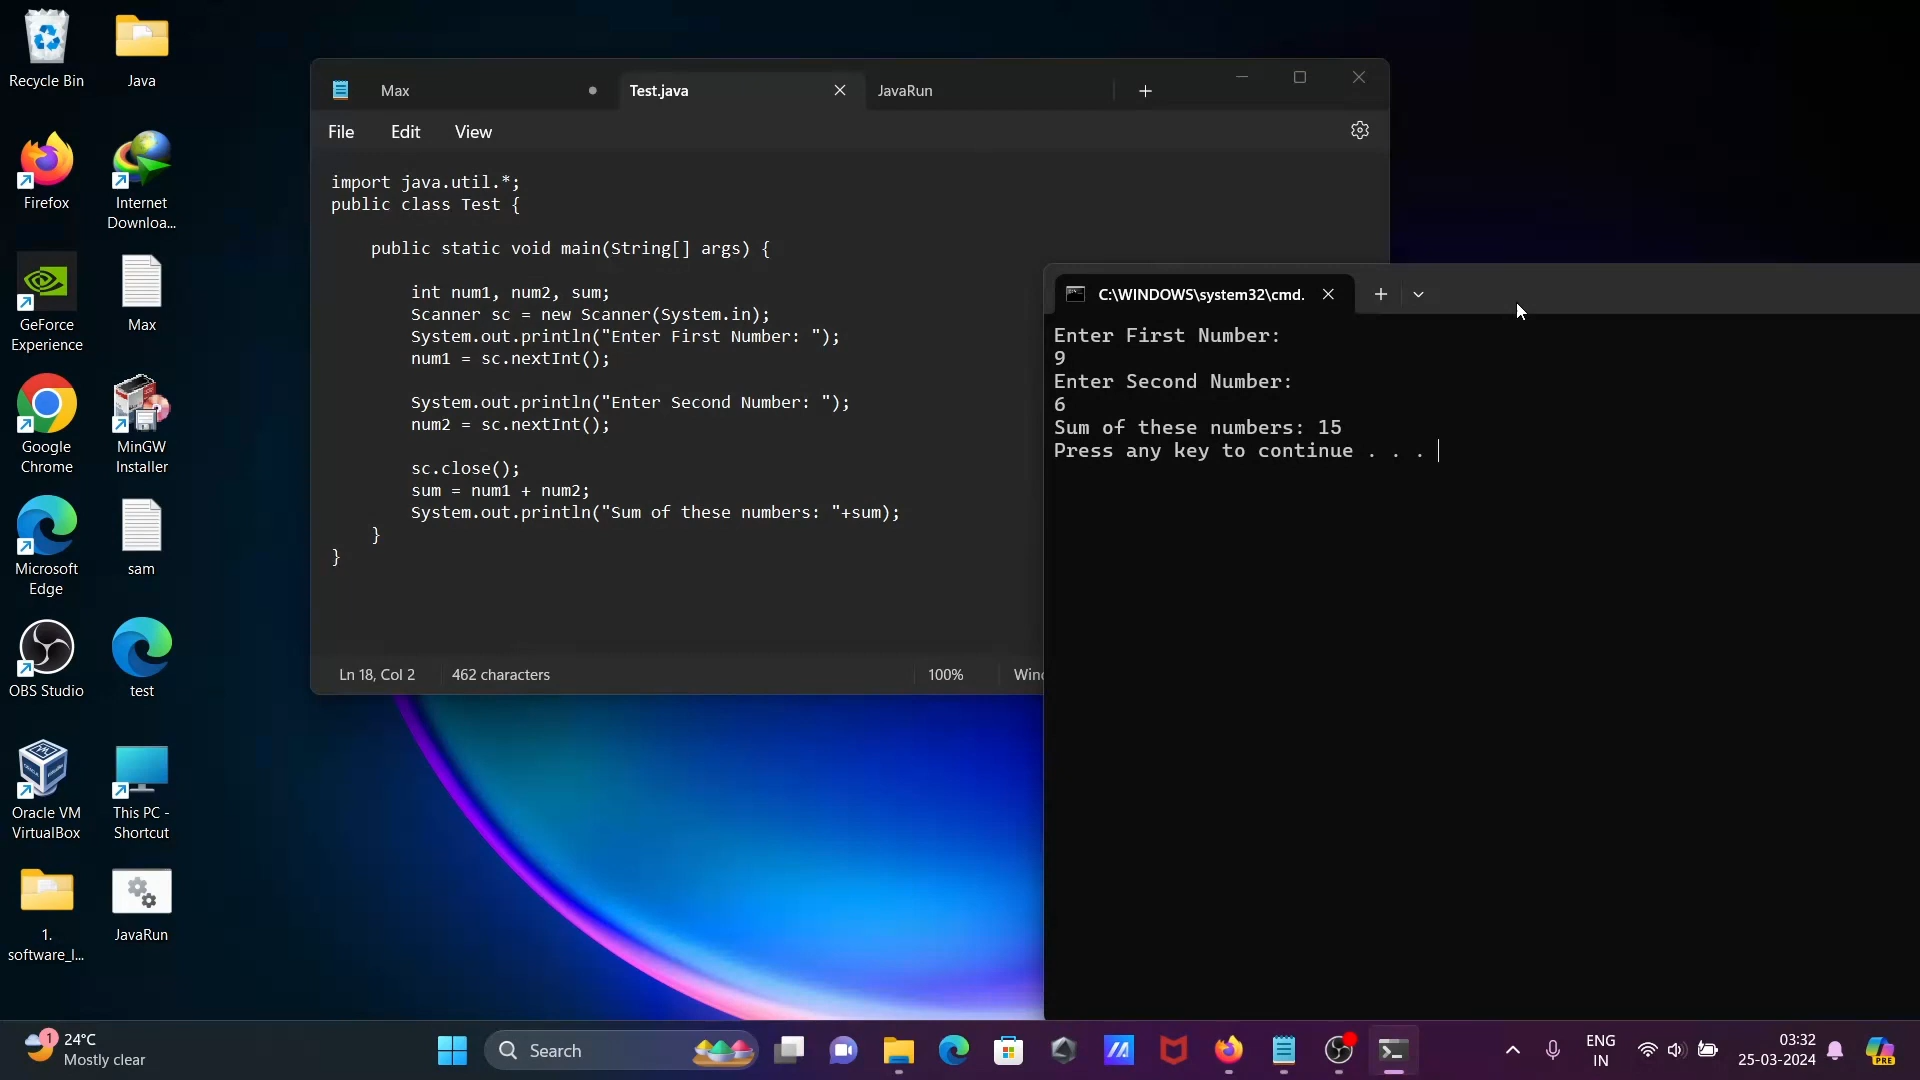 Recycle Bin
Java
Firefox
Internet
Downloa...
GeForce
Experience
Max
Google
Chrome
MinGW
Installer
Microsoft
Edge
sam
OBS Studio
test
Oracle VM
VirtualBox
This PC -
Shortcut
1.
software_l...
JavaRun
Max
Test.java
JavaRun
File Edit View
import java.util.*;
public class Test {
public static void main(String[] args) {
int num1, num2, sum;
Scanner sc = new Scanner(System.in);
System.out.println("Enter First Number: ");
num1 = sc.nextInt();
System.out.println("Enter Second Number: ");
num2 = sc.nextInt();
sc.close();
sum = num1 + num2;
System.out.println("Sum of these numbers: "+sum);
}
}
Ln 18, Col 2 462 characters 100% Wind
C:\WINDOWS\system32\cmd.
Enter First Number:
9
Enter Second Number:
6
Sum of these numbers: 15
Press any key to continue . . .
1
24°C
Mostly clear
Search
ENG
IN
03:32
25-03-2024
PRE